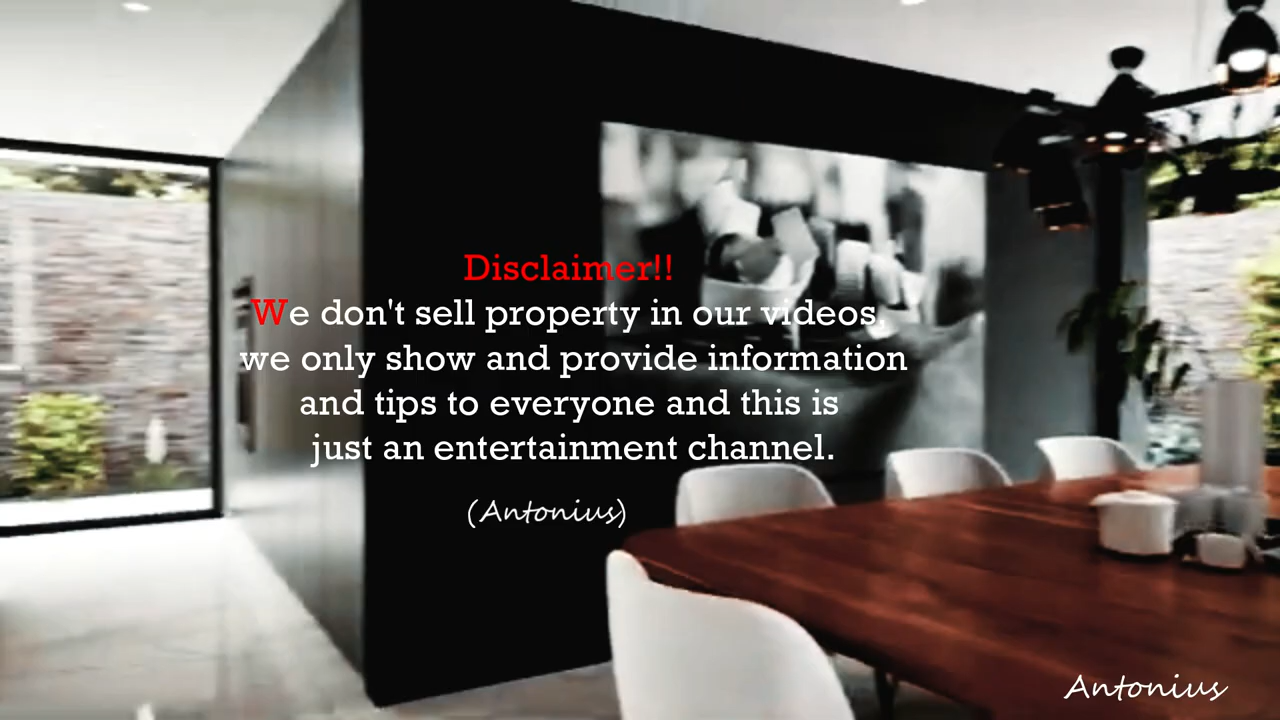 Disclaimer!!
We don't sell property in our videos,
we only show and provide information
and tips to everyone and this is
just an entertainment channel.
(Antonius)
Antonius